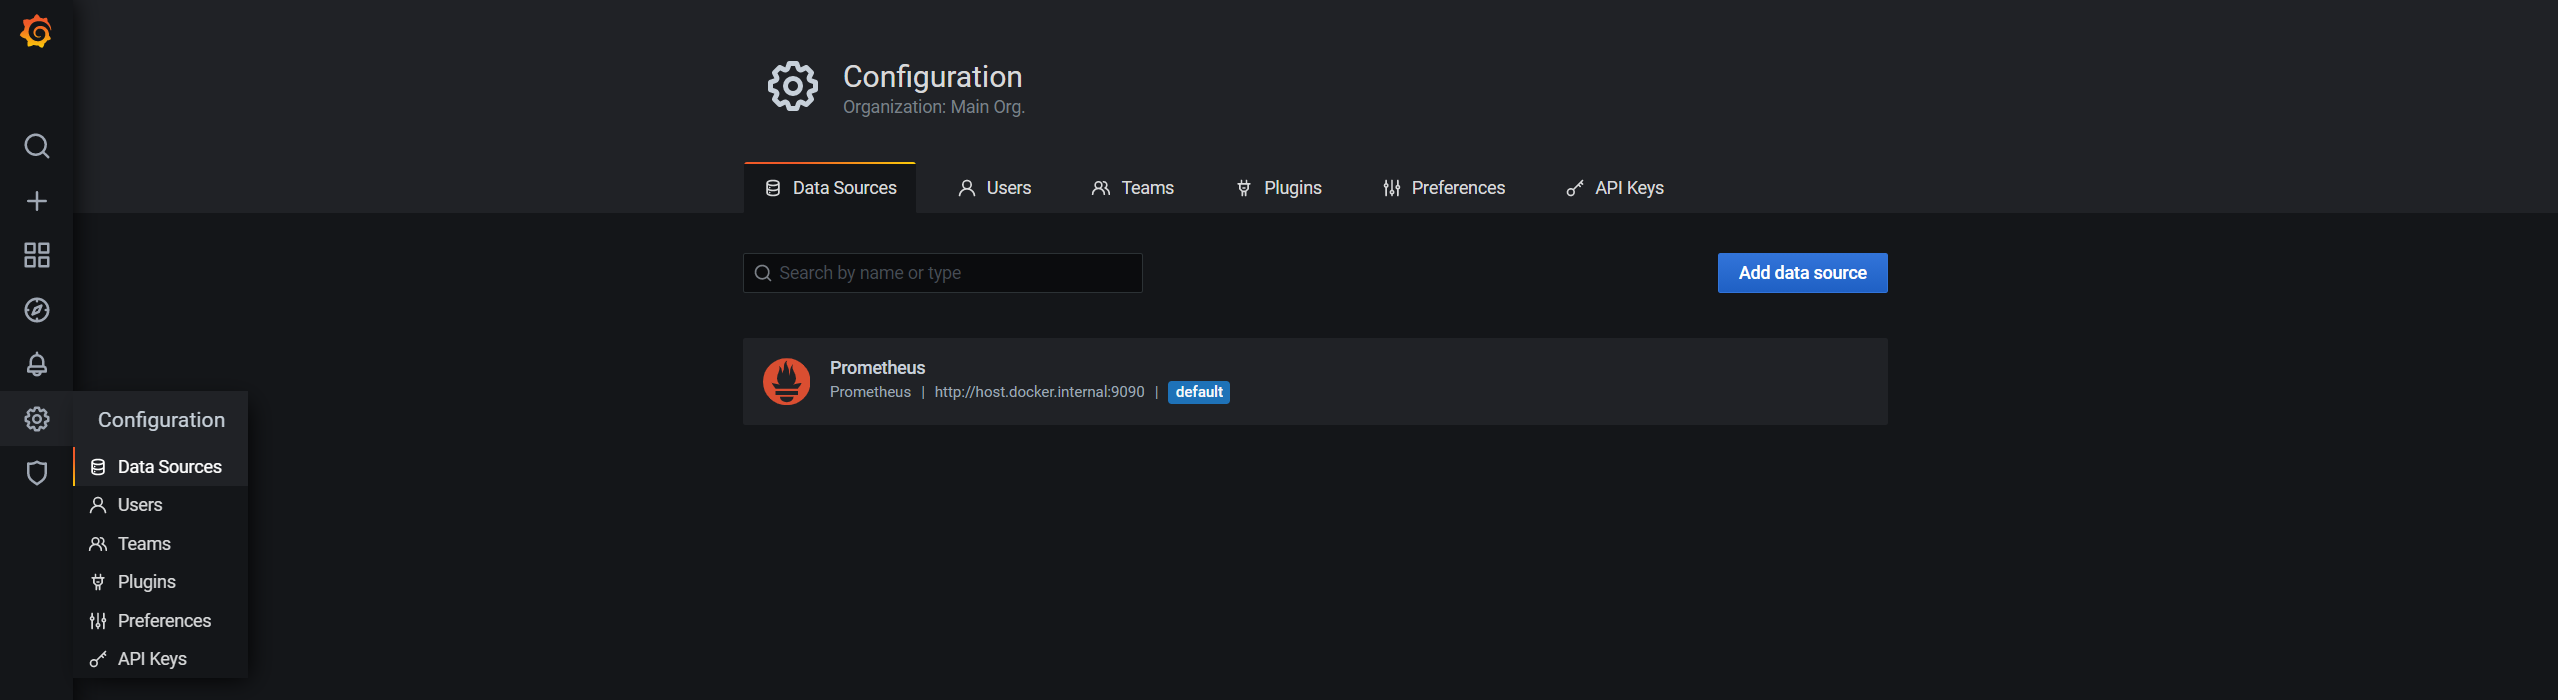 Configuration
Organization: Main Org.
Data Sources Users Teams Plugins Preferences API Keys
Search by name or type Add data source
Prometheus
Prometheus | http://host.docker.internal:9090 | default
Configuration
Data Sources
Users
Teams
Plugins
Preferences
API Keys